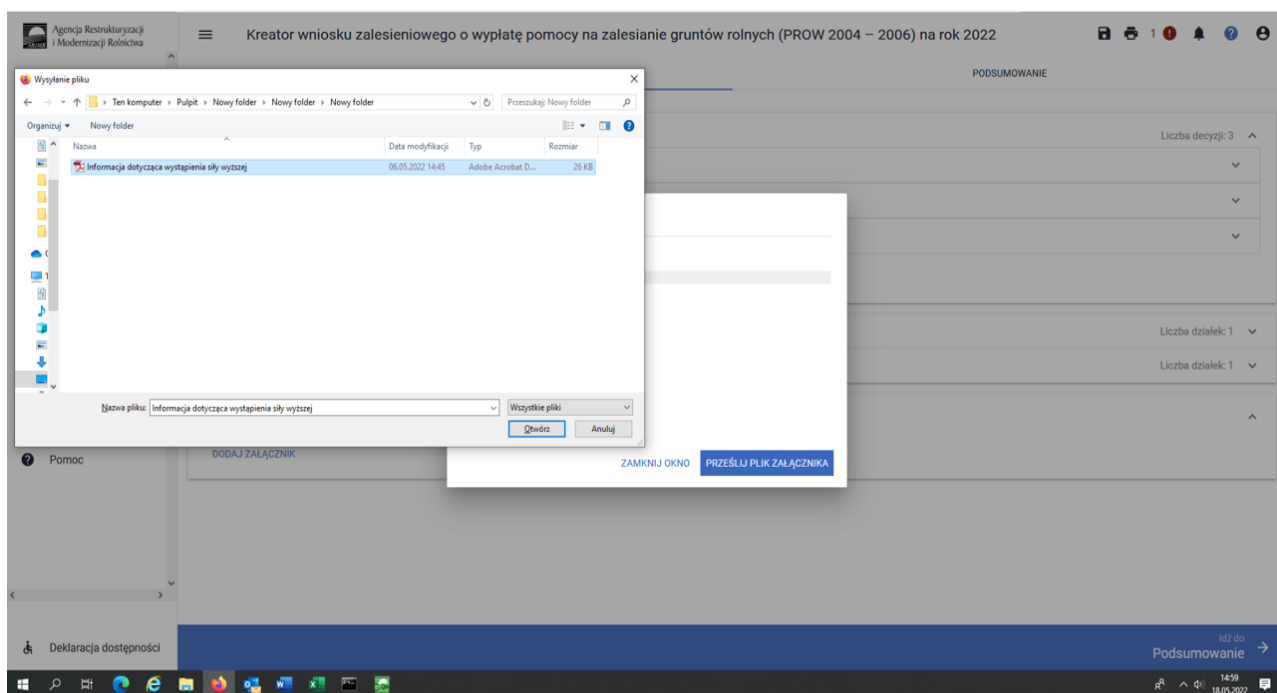 Agencja Restrukturyzacji
i Modernizacji Rolnictwa
Kreator wniosku zalesieniowego o wypłatę pomocy na zalesianie gruntów rolnych (PROW 2004 – 2006) na rok 2022
1
PODSUMOWANIE
Wysyłanie pliku
Ten komputer > Pulpit > Nowy folder > Nowy folder > Nowy folder
Przeszukaj: Nowy folder
Organizuj
Nowy folder
Nazwa
Data modyfikacji
Typ
Rozmiar
Informacja dotycząca wystąpienia siły wyższej
06.05.2022 14:45
Adobe Acrobat D...
26 KB
Nazwa pliku:
Informacja dotycząca wystąpienia siły wyższej
Wszystkie pliki
Otwórz
Anuluj
Liczba decyzji: 3
Liczba działek: 1
Liczba działek: 1
Pomoc
DODAJ ZAŁĄCZNIK
ZAMKNIJ OKNO
PRZEŚLIJ PLIK ZAŁĄCZNIKA
Deklaracja dostępności
Idź do
Podsumowanie
14:59
18.05.2022